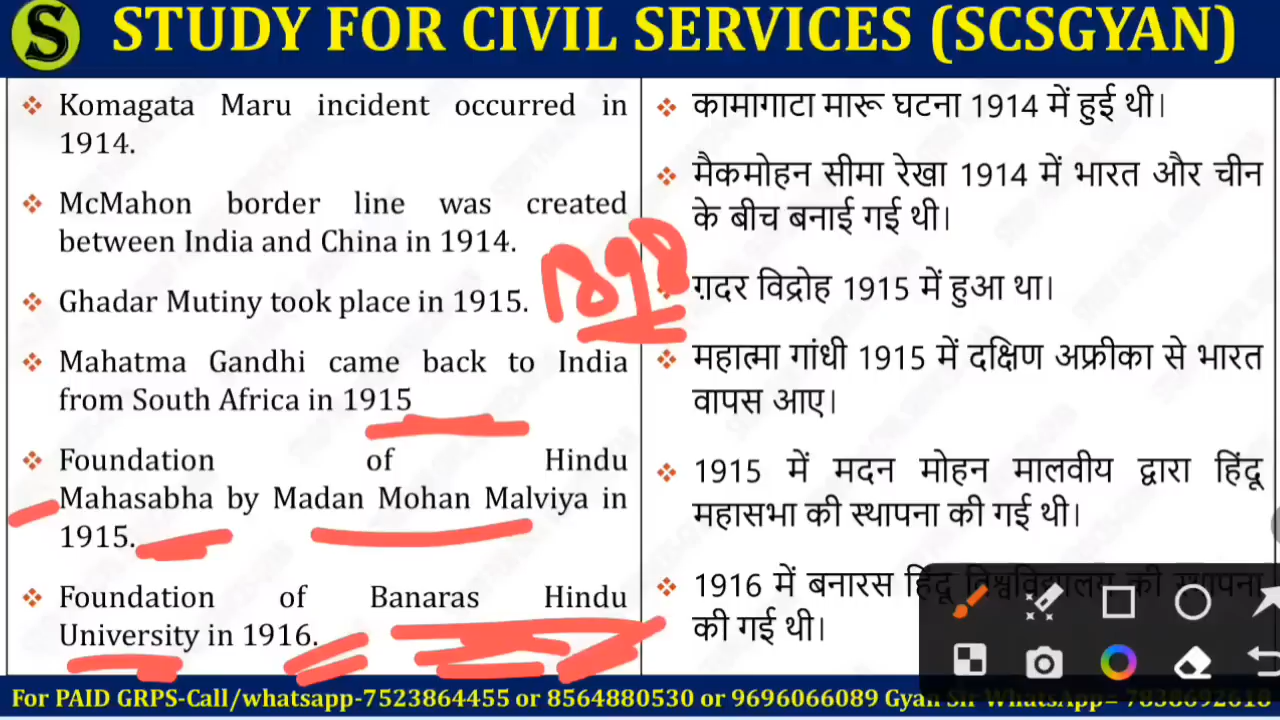 S STUDY FOR CIVIL SERVICES (SCSGYAN)
Komagata Maru incident occurred in
1914.
McMahon border line was created
between India and China in 1914.
Ghadar Mutiny took place in 1915.
Mahatma Gandhi came back to India
from South Africa in 1915
Foundation of Hindu
Mahasabha by Madan Mohan Malviya in
1915.
Foundation of Banaras Hindu
University in 1916.
कामागाटा मारू घटना 1914 में हुई थी।
मैकमोहन सीमा रेखा 1914 में भारत और चीन
के बीच बनाई गई थी।
ग़दर विद्रोह 1915 में हुआ था।
महात्मा गांधी 1915 में दक्षिण अफ्रीका से भारत
वापस आए।
1915 में मदन मोहन मालवीय द्वारा हिंदू
महासभा की स्थापना की गई थी।
1916 में बनारस हिंदू विश्वविद्यालय की स्थापना
की गई थी।
For PAID GRPS-Call/whatsapp-7523864455 or 8564880530 or 9696066089 Gyan Sir WhatsApp= 7838692618